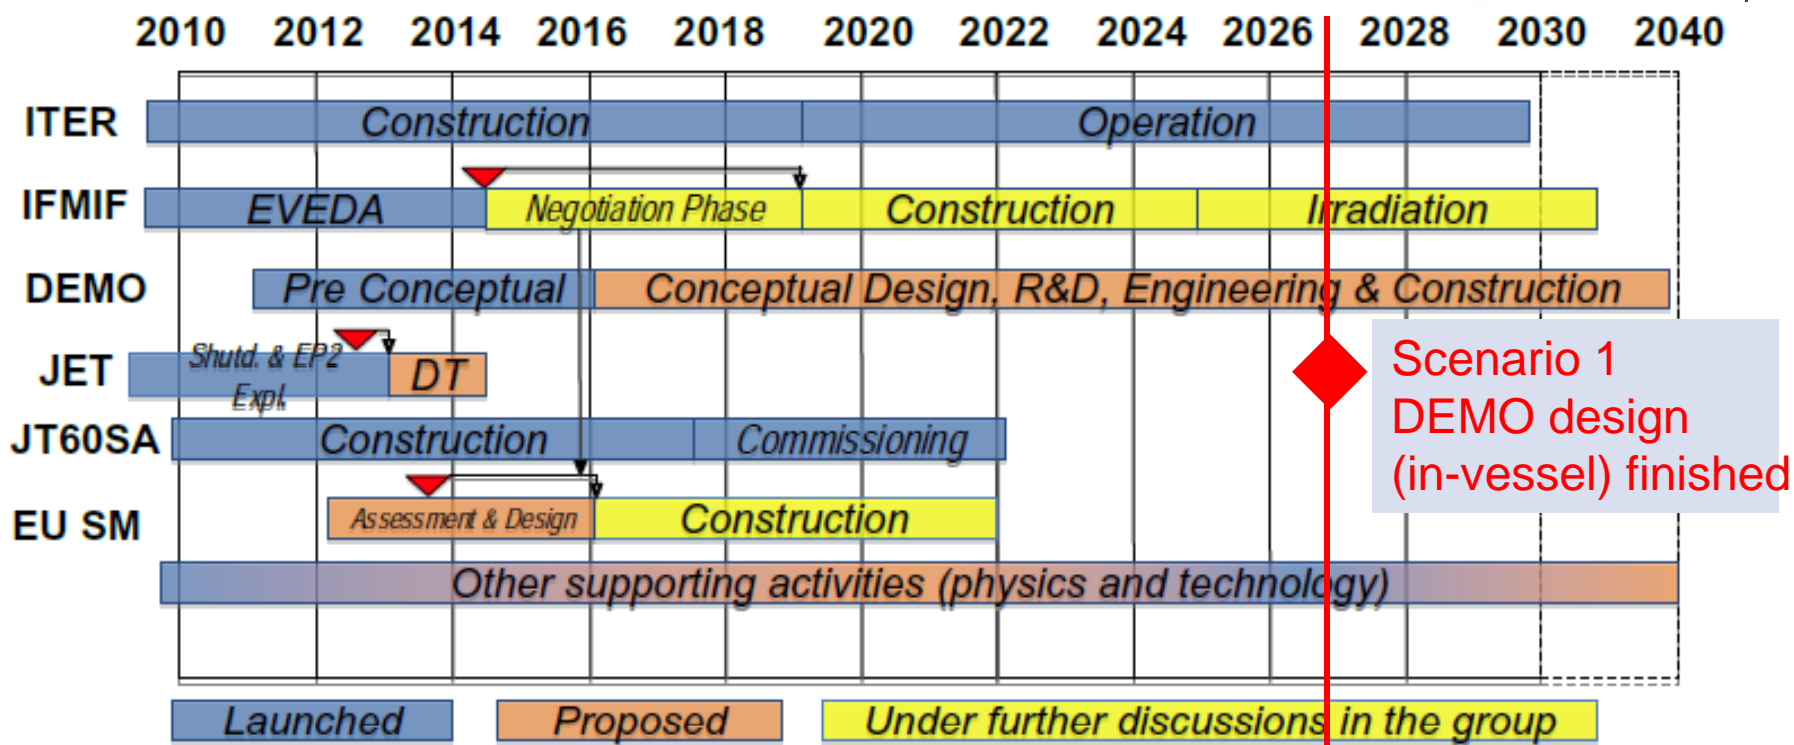 2010 2012 2014 2016 2018 2020 2022 2024 2026 2028 2030 2040
ITER Construction Operation
IFMIF EVEDA Negotiation Phase Construction Irradiation
DEMO Pre Conceptual Conceptual Design, R&D, Engineering & Construction
JET Shutd. & EP2
Expl. DT
Scenario 1
DEMO design
(in-vessel) finished
JT60SA Construction Commissioning
EU SM Assessment & Design Construction
Other supporting activities (physics and technology)
Launched Proposed Under further discussions in the group